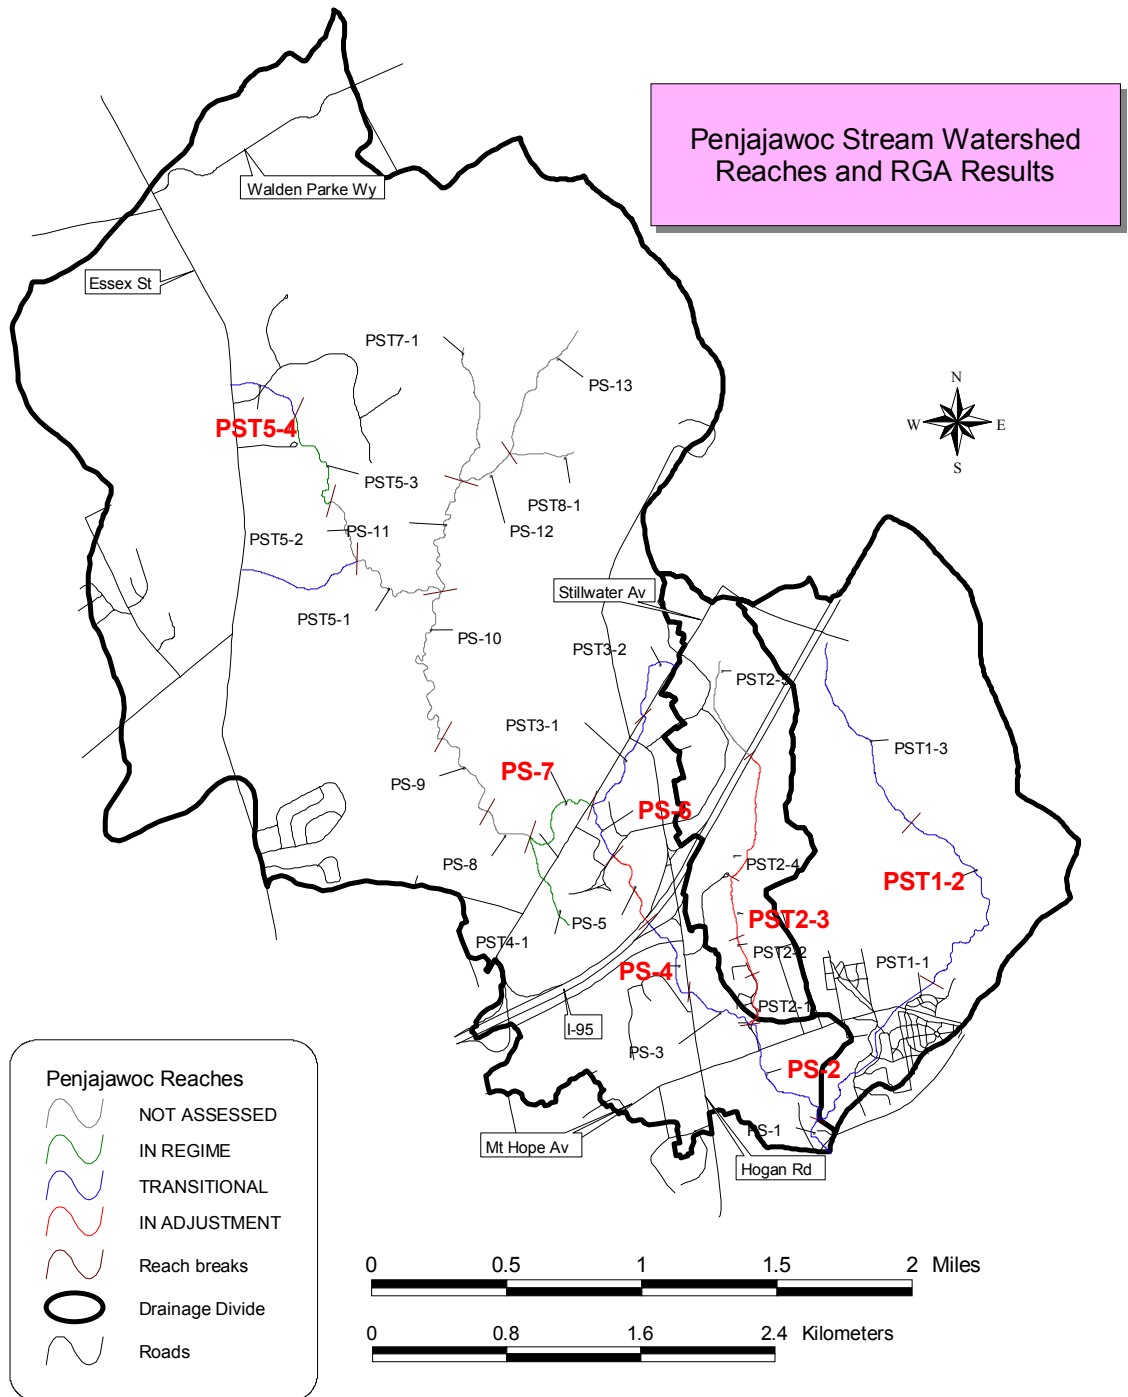 Penjajawoc Stream Watershed
Reaches and RGA Results
Walden Parke Wy
Essex St
N
W
E
S
PST7-1
PS-13
PST5-4
PST5-3
PST8-1
PS-12
PS-11
PST5-2
PST5-1
Stillwater Av
PS-10
PST3-2
PST2-5
PST3-1
PST1-3
PS-7
PS-9
PS-6
PS-8
PST2-4
PST1-2
PST2-3
PS-5
PST4-1
PST2-2
PS-4
PST1-1
PST2-1
I-95
PS-3
PS-2
PS-1
Mt Hope Av
Hogan Rd
Penjajawoc Reaches
NOT ASSESSED
IN REGIME
TRANSITIONAL
IN ADJUSTMENT
Reach breaks
Drainage Divide
Roads
0 0.5 1 1.5 2 Miles
0 0.8 1.6 2.4 Kilometers